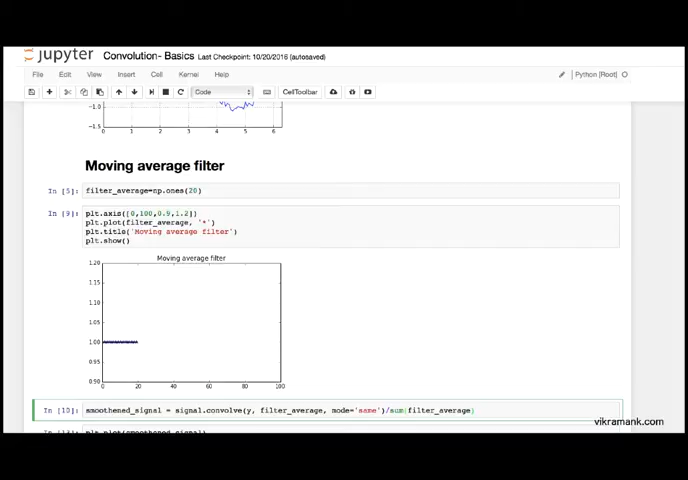 jupyter Convolution- Basics Last Checkpoint: 10/20/2016 (autosaved)
File Edit View Insert Cell Kernel Help Python [Root]
Code CellToolbar
-1.0
-1.5
0 1 2 3 4 5 6
Moving average filter
In [5]: filter_average=np.ones(20)
In [9]: plt.axis([0,100,0.9,1.2])
plt.plot(filter_average, '*')
plt.title('Moving average filter')
plt.show()
Moving average filter
1.20
1.15
1.10
1.05
1.00
0.95
0.90
0 20 40 60 80 100
In [10]: smoothened_signal = signal.convolve(y, filter_average, mode='same')/sum(filter_average)
vikramank.com
plt.plot(smoothened_signal)